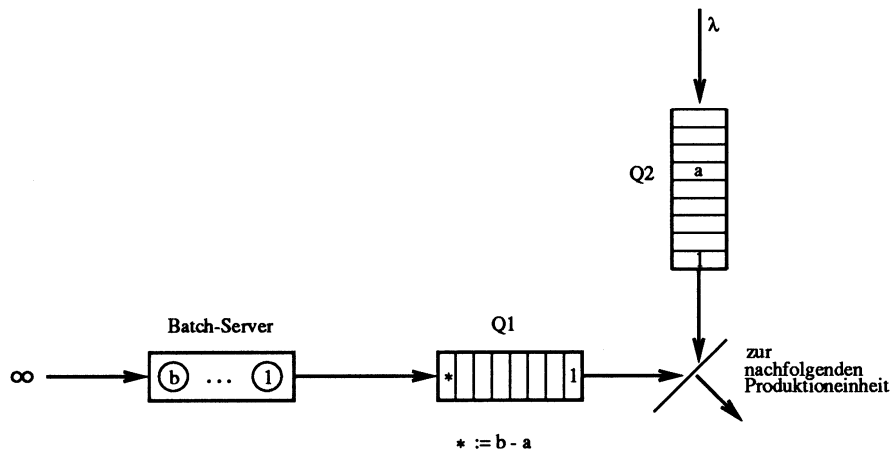 λ
Q2
a
1
Batch-Server
Q1
∞
b ... 1
*
1
zur
nachfolgenden
Produktioneinheit
* := b - a